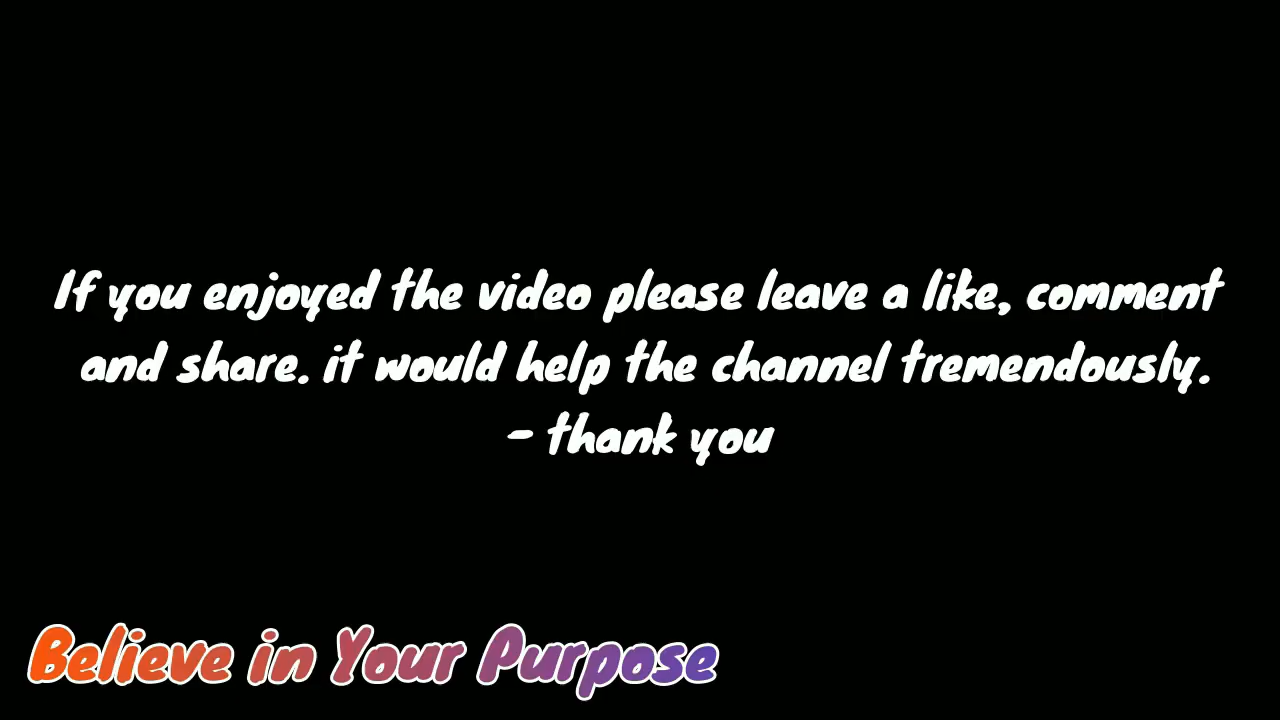 If you enjoyed the video please leave a like, comment
and share. it would help the channel tremendously.
- thank you
Believe in Your Purpose